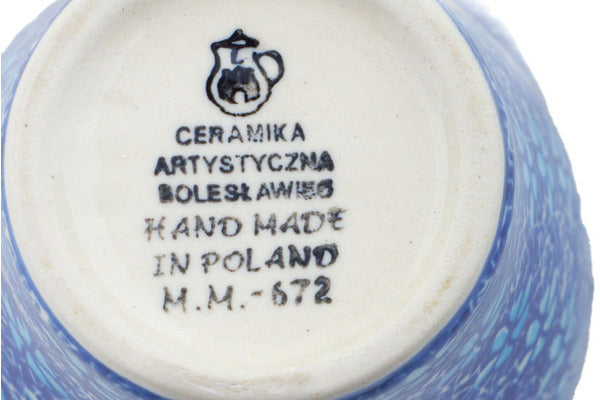 CERAMIKA
ARTYSTYCZNA
BOLESŁAWIEC
HAND MADE
IN POLAND
M.M.-672